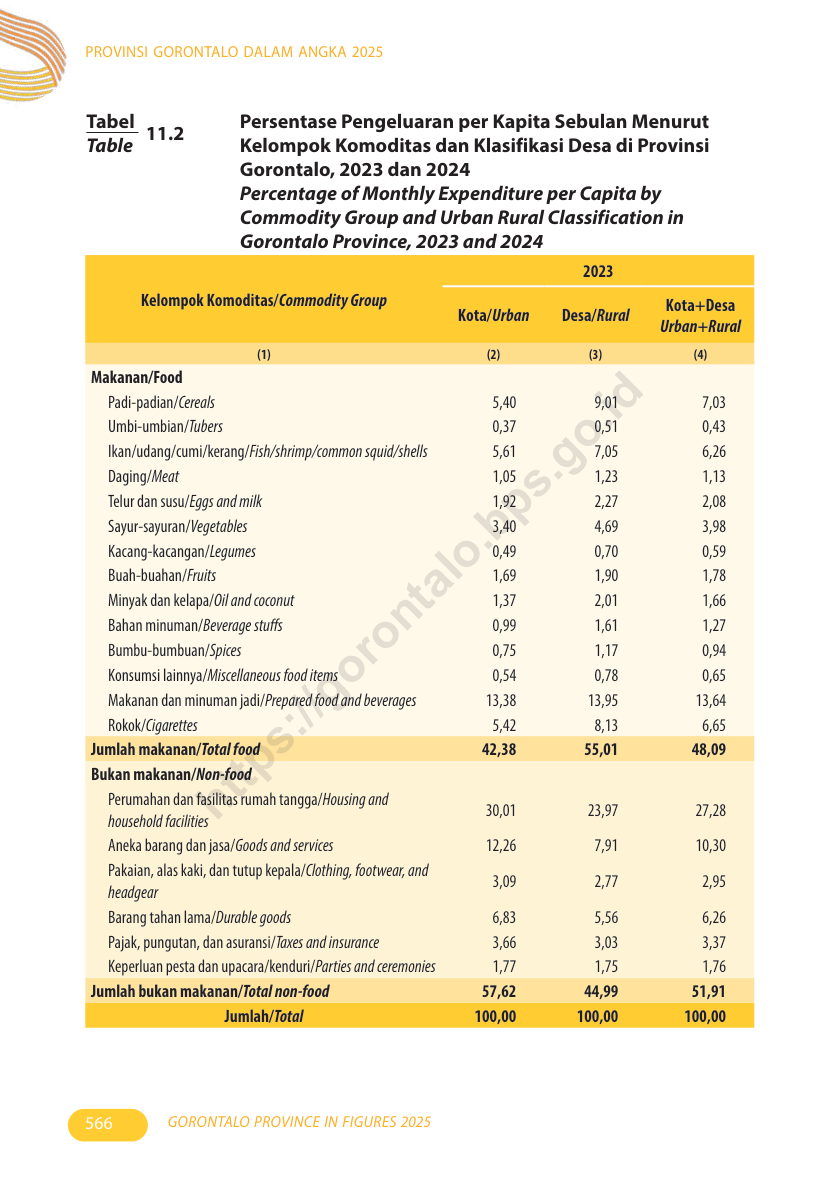 PROVINSI GORONTALO DALAM ANGKA 2025
Tabel
Table
11.2
Persentase Pengeluaran per Kapita Sebulan Menurut
Kelompok Komoditas dan Klasifikasi Desa di Provinsi
Gorontalo, 2023 dan 2024
Percentage of Monthly Expenditure per Capita by
Commodity Group and Urban Rural Classification in
Gorontalo Province, 2023 and 2024
Kelompok Komoditas/Commodity Group
2023
Kota/Urban Desa/Rural Kota+Desa
Urban+Rural
(1) (2) (3) (4)
Makanan/Food
Padi-padian/Cereals 5,40 9,01 7,03
Umbi-umbian/Tubers 0,37 0,51 0,43
Ikan/udang/cumi/kerang/Fish/shrimp/common squid/shells 5,61 7,05 6,26
Daging/Meat 1,05 1,23 1,13
Telur dan susu/Eggs and milk 1,92 2,27 2,08
Sayur-sayuran/Vegetables 3,40 4,69 3,98
Kacang-kacangan/Legumes 0,49 0,70 0,59
Buah-buahan/Fruits 1,69 1,90 1,78
Minyak dan kelapa/Oil and coconut 1,37 2,01 1,66
Bahan minuman/Beverage stuffs 0,99 1,61 1,27
Bumbu-bumbuan/Spices 0,75 1,17 0,94
Konsumsi lainnya/Miscellaneous food items 0,54 0,78 0,65
Makanan dan minuman jadi/Prepared food and beverages 13,38 13,95 13,64
Rokok/Cigarettes 5,42 8,13 6,65
Jumlah makanan/Total food 42,38 55,01 48,09
Bukan makanan/Non-food
Perumahan dan fasilitas rumah tangga/Housing and
household facilities 30,01 23,97 27,28
Aneka barang dan jasa/Goods and services 12,26 7,91 10,30
Pakaian, alas kaki, dan tutup kepala/Clothing, footwear, and
headgear 3,09 2,77 2,95
Barang tahan lama/Durable goods 6,83 5,56 6,26
Pajak, pungutan, dan asuransi/Taxes and insurance 3,66 3,03 3,37
Keperluan pesta dan upacara/kenduri/Parties and ceremonies 1,77 1,75 1,76
Jumlah bukan makanan/Total non-food 57,62 44,99 51,91
Jumlah/Total 100,00 100,00 100,00
https://gorontalo.bps.go.id
566 GORONTALO PROVINCE IN FIGURES 2025